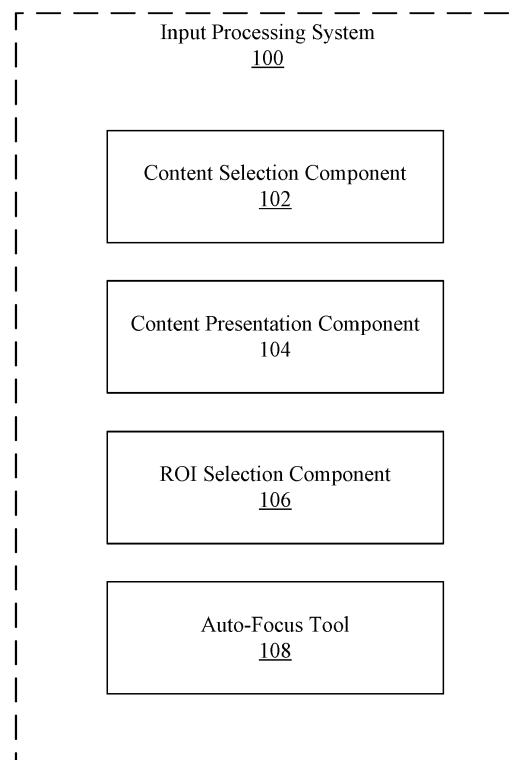 Input Processing System
100
Content Selection Component
102
Content Presentation Component
104
ROI Selection Component
106
Auto-Focus Tool
108